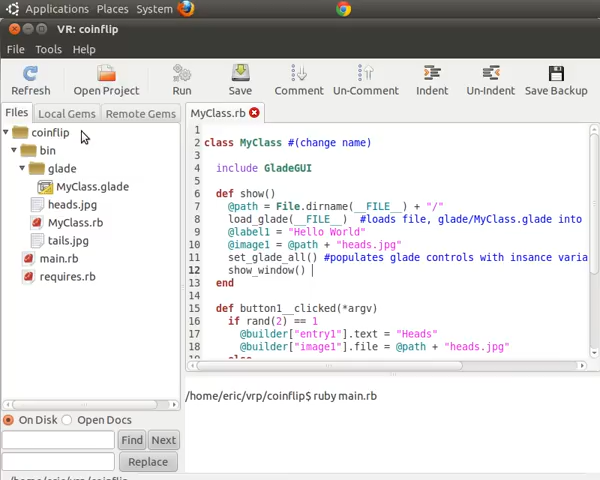 Applications Places System
VR: coinflip
File Tools Help
Refresh Open Project Run Save Comment Un-Comment Indent Un-Indent Save Backup
Files Local Gems Remote Gems
coinflip
bin
glade
MyClass.glade
heads.jpg
MyClass.rb
tails.jpg
main.rb
requires.rb
On Disk Open Docs
Find Next
Replace
/home/eric/vrp/coinflip
MyClass.rb
1
2 class MyClass #(change name)
3
4 include GladeGUI
5
6 def show()
7 @path = File.dirname(__FILE__) + "/"
8 load_glade(__FILE__) #loads file, glade/MyClass.glade into
9 @label1 = "Hello World"
10 @image1 = @path + "heads.jpg"
11 set_glade_all() #populates glade controls with insance varia
12 show_window()
13 end
14
15 def button1__clicked(*argv)
16 if rand(2) == 1
17 @builder["entry1"].text = "Heads"
18 @builder["image1"].file = @path + "heads.jpg"
19 else
/home/eric/vrp/coinflip$ ruby main.rb